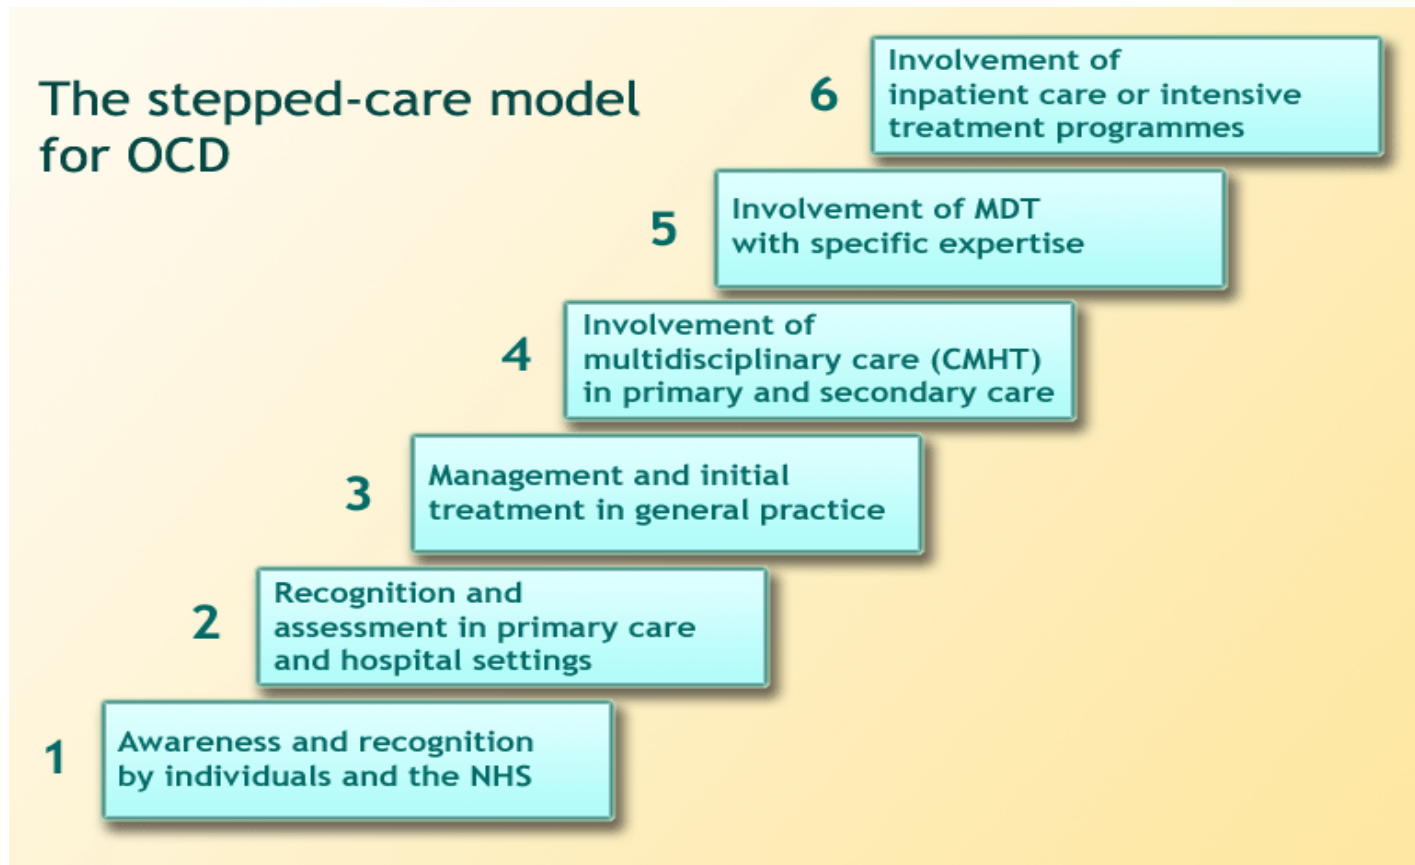 The stepped-care model
for OCD
6
Involvement of
inpatient care or intensive
treatment programmes
5
Involvement of MDT
with specific expertise
4
Involvement of
multidisciplinary care (CMHT)
in primary and secondary care
3
Management and initial
treatment in general practice
2
Recognition and
assessment in primary care
and hospital settings
1
Awareness and recognition
by individuals and the NHS